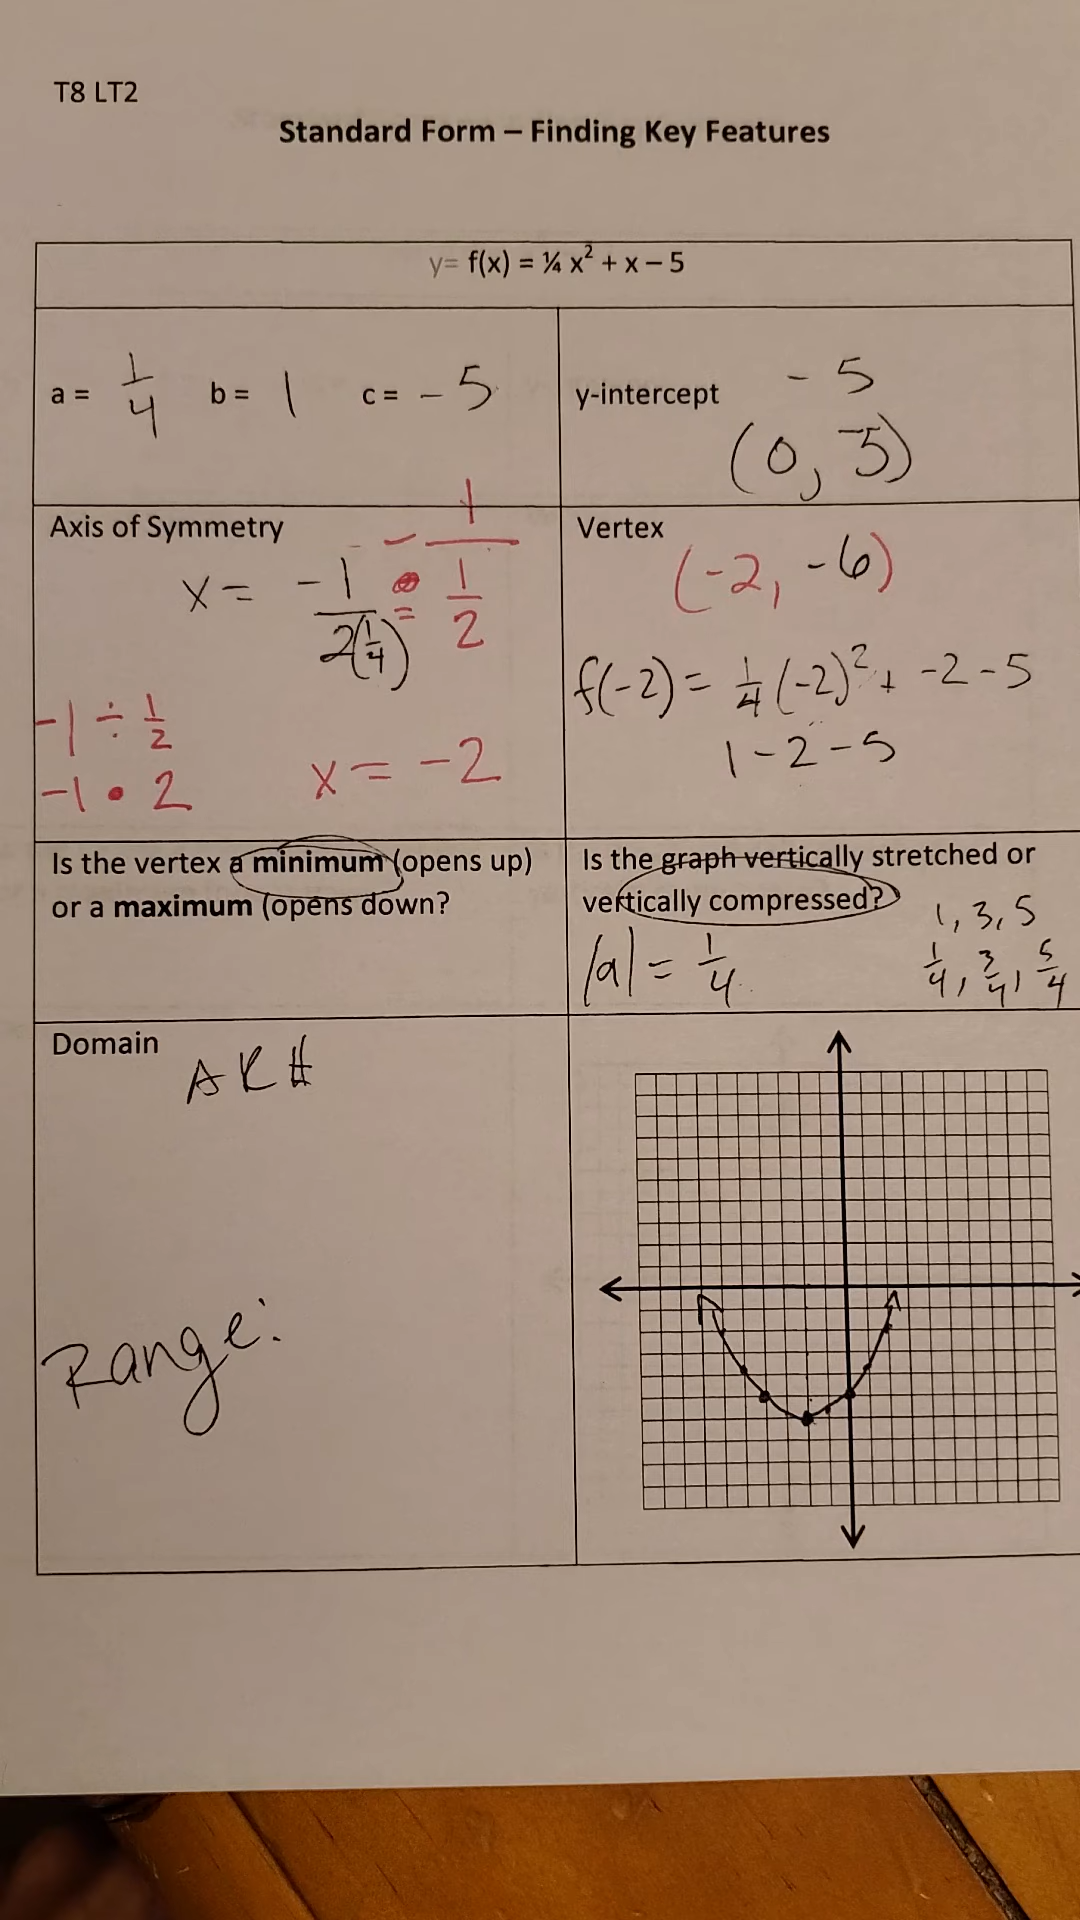 T8 LT2
Standard Form – Finding Key Features
y= f(x) = ¼ x² + x – 5
a = 1/4 b = 1 c = - 5
y-intercept - 5
(0, -5)
Axis of Symmetry
x = -1/2(1/4) = -1/(1/2)
-1 ÷ 1/2
-1 • 2
x = -2
Vertex
(-2, -6)
f(-2) = 1/4 (-2)² + -2 - 5
1 - 2 - 5
Is the vertex a minimum (opens up)
or a maximum (opens down?
Is the graph vertically stretched or
vertically compressed?
1, 3, 5
|a| = 1/4
1/4, 3/4, 5/4
Domain
AR#
Range: